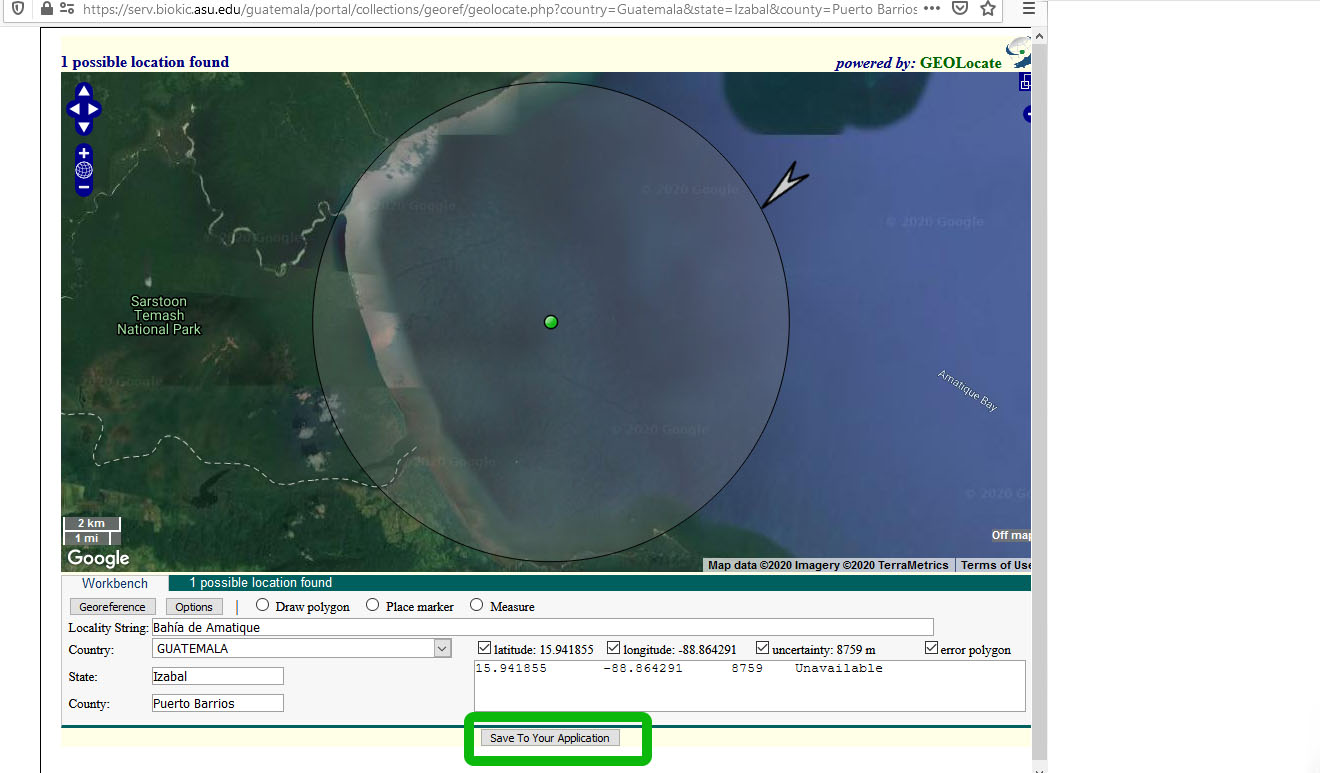 https://serv.biokic.asu.edu/guatemala/portal/collections/georef/geolocate.php?country=Guatemala&state=Izabal&county=Puerto Barrios
1 possible location found
powered by: GEOLocate
© 2020 Google
© 2020 Google
© 2020 Google
© 2020 Google
Sarstoon
Temash
National Park
Amatique Bay
© 2020 Google
© 2020 Google
© 2020 Google
2 km
1 mi
Off map
Google
Map data ©2020 Imagery ©2020 TerraMetrics
Terms of Use
Workbench
1 possible location found
Georeference
Options
|
Draw polygon
Place marker
Measure
Locality String: Bahía de Amatique
Country: GUATEMALA
latitude: 15.941855
longitude: -88.864291
uncertainty: 8759 m
error polygon
15.941855 -88.864291 8759 Unavailable
State: Izabal
County: Puerto Barrios
Save To Your Application